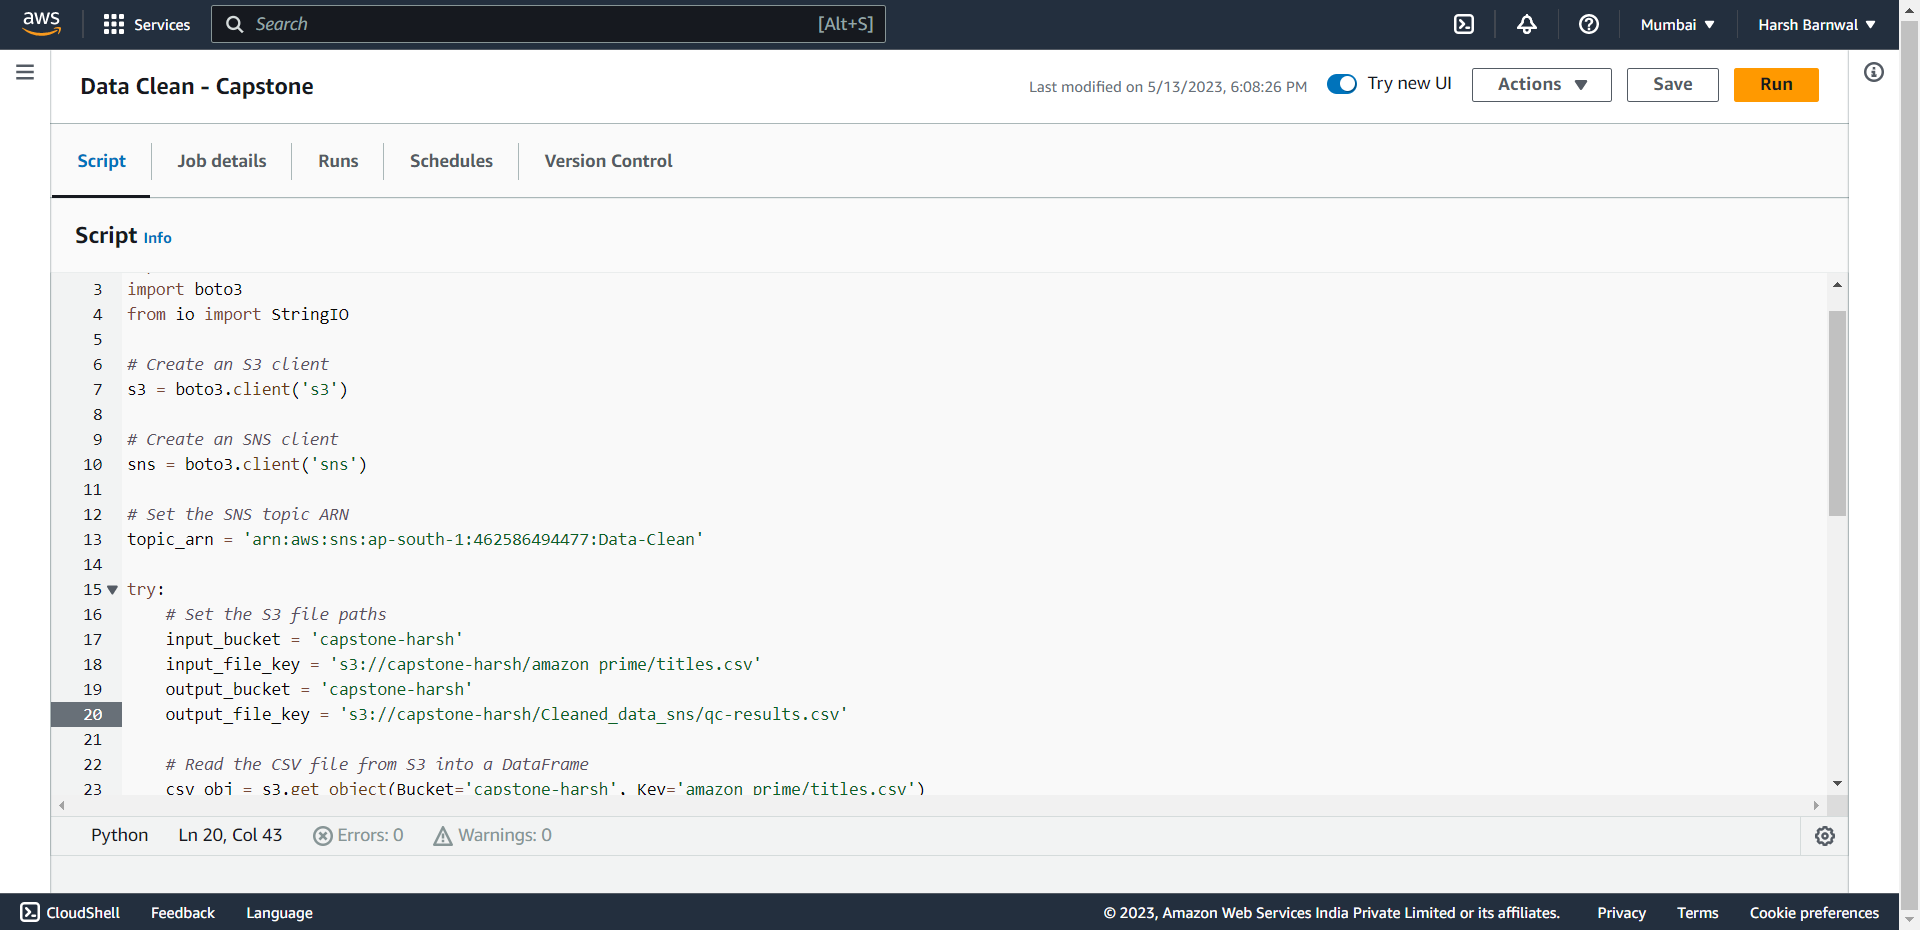 aws Services Search [Alt+S] Mumbai ▼ Harsh Barnwal ▼
Data Clean - Capstone Last modified on 5/13/2023, 6:08:26 PM Try new UI Actions ▼ Save Run
Script Job details Runs Schedules Version Control
Script Info
3 import boto3
4 from io import StringIO
5
6 # Create an S3 client
7 s3 = boto3.client('s3')
8
9 # Create an SNS client
10 sns = boto3.client('sns')
11
12 # Set the SNS topic ARN
13 topic_arn = 'arn:aws:sns:ap-south-1:462586494477:Data-Clean'
14
15 try:
16 # Set the S3 file paths
17 input_bucket = 'capstone-harsh'
18 input_file_key = 's3://capstone-harsh/amazon prime/titles.csv'
19 output_bucket = 'capstone-harsh'
20 output_file_key = 's3://capstone-harsh/Cleaned_data_sns/qc-results.csv'
21
22 # Read the CSV file from S3 into a DataFrame
23 csv_obj = s3.get_object(Bucket='capstone-harsh', Key='amazon prime/titles.csv')
Python Ln 20, Col 43 Errors: 0 Warnings: 0
CloudShell Feedback Language © 2023, Amazon Web Services India Private Limited or its affiliates. Privacy Terms Cookie preferences